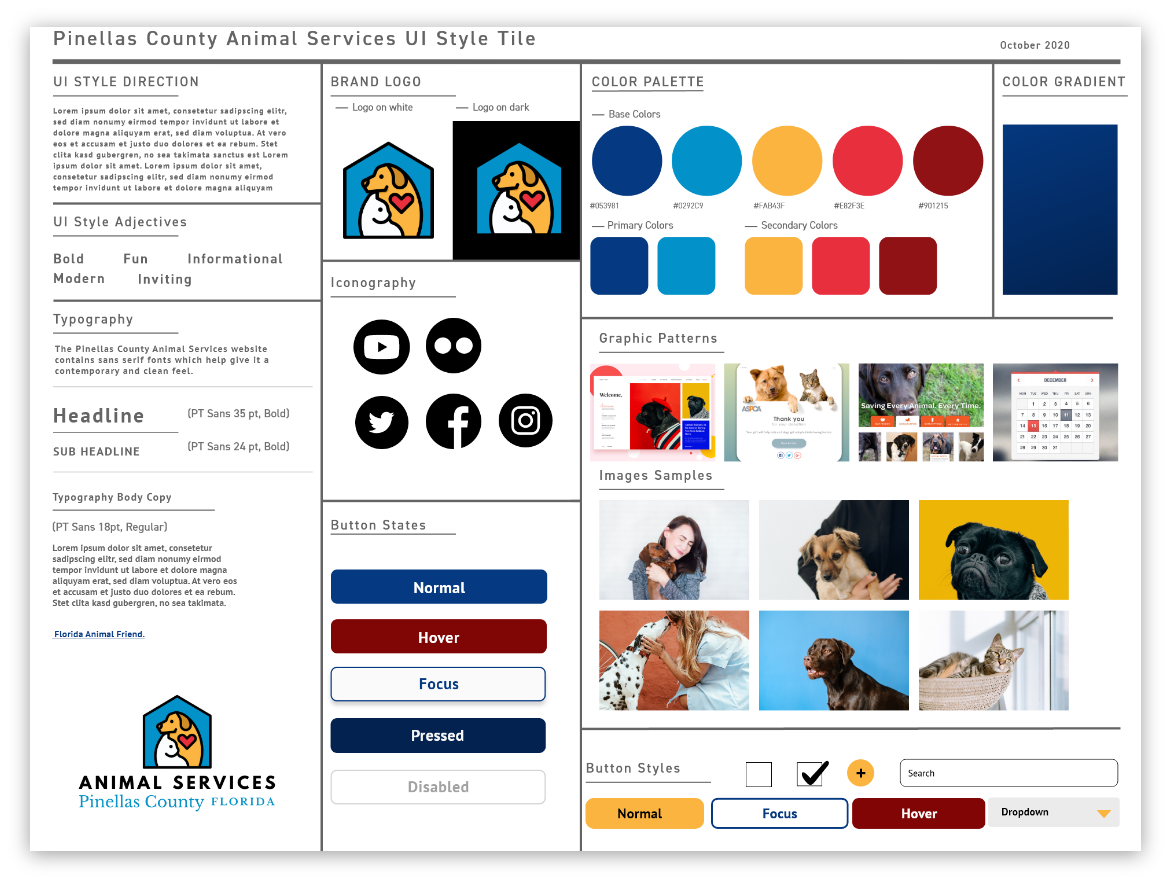 Pinellas County Animal Services UI Style Tile
October 2020
UI STYLE DIRECTION
Lorem ipsum dolor sit amet, consetetur sadipscing elitr,
sed diam nonumy eirmod tempor invidunt ut labore et
dolore magna aliquyam erat, sed diam voluptua. At vero
eos et accusam et justo duo dolores et ea rebum. Stet
clita kasd gubergren, no sea takimata sanctus est Lorem
ipsum dolor sit amet. Lorem ipsum dolor sit amet,
consetetur sadipscing elitr, sed diam nonumy eirmod
tempor invidunt ut labore et dolore magna aliquyam
UI Style Adjectives
Bold Fun Informational
Modern Inviting
Typography
The Pinellas County Animal Services website
contains sans serif fonts which help give it a
contemporary and clean feel.
Headline (PT Sans 35 pt, Bold)
SUB HEADLINE (PT Sans 24 pt, Bold)
Typography Body Copy
(PT Sans 18pt, Regular)
Lorem ipsum dolor sit amet, consetetur
sadipscing elitr, sed diam nonumy eirmod
tempor invidunt ut labore et dolore magna
aliquyam erat, sed diam voluptua. At vero eos
et accusam et justo duo dolores et ea rebum.
Stet clita kasd gubergren, no sea takimata.
Florida Animal Friend.
ANIMAL SERVICES
Pinellas County FLORIDA
BRAND LOGO
Logo on white
Logo on dark
Iconography
Button States
Normal
Hover
Focus
Pressed
Disabled
COLOR PALETTE
Base Colors
#053981 #0292C9 #FABA3F #E82F3E #901215
Primary Colors
Secondary Colors
COLOR GRADIENT
Graphic Patterns
Welcome.
ASPCA
Thank you
Saving Every Animal. Every Time.
DECEMBER
Images Samples
Button Styles
+
Search
Normal
Focus
Hover
Dropdown